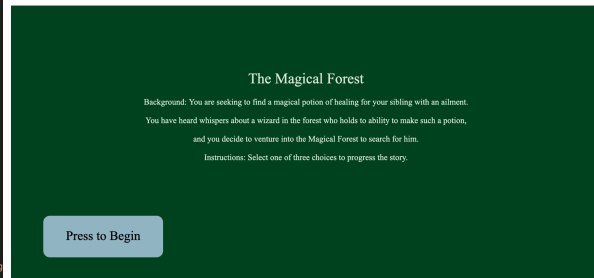 The Magical Forest
Background: You are seeking to find a magical potion of healing for your sibling with an ailment.
You have heard whispers about a wizard in the forest who holds to ability to make such a potion,
and you decide to venture into the Magical Forest to search for him.
Instructions: Select one of three choices to progress the story.
Press to Begin